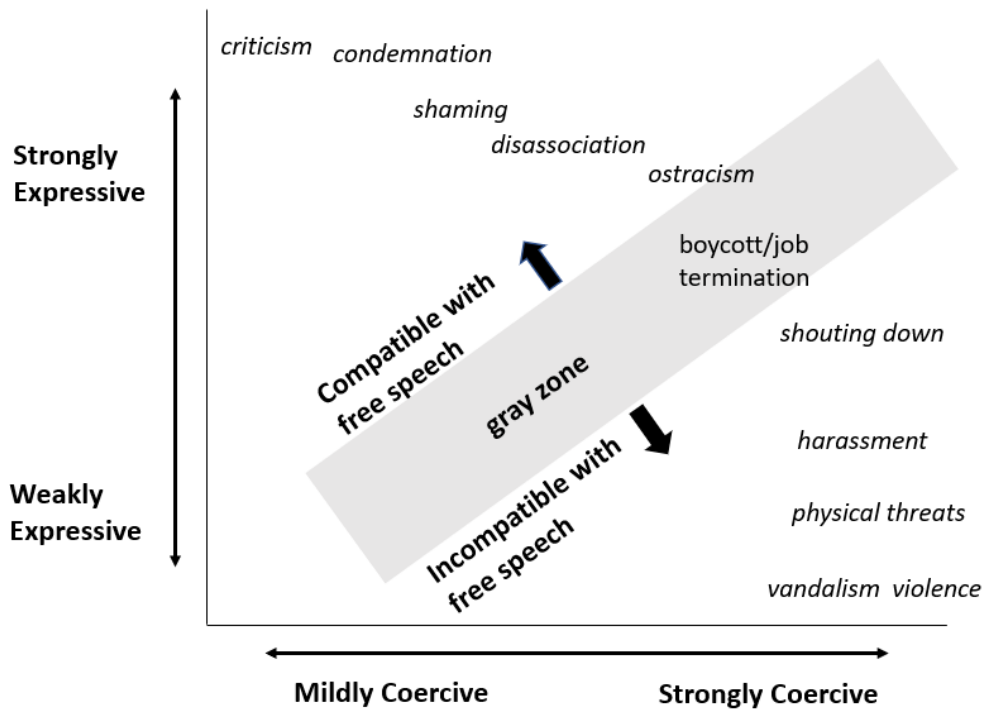 criticism
condemnation
shaming
disassociation
ostracism
Strongly
Expressive
boycott/job
termination
shouting down
Compatible with
free speech
gray zone
harassment
Incompatible with
free speech
Weakly
Expressive
physical threats
vandalism violence
Mildly Coercive
Strongly Coercive